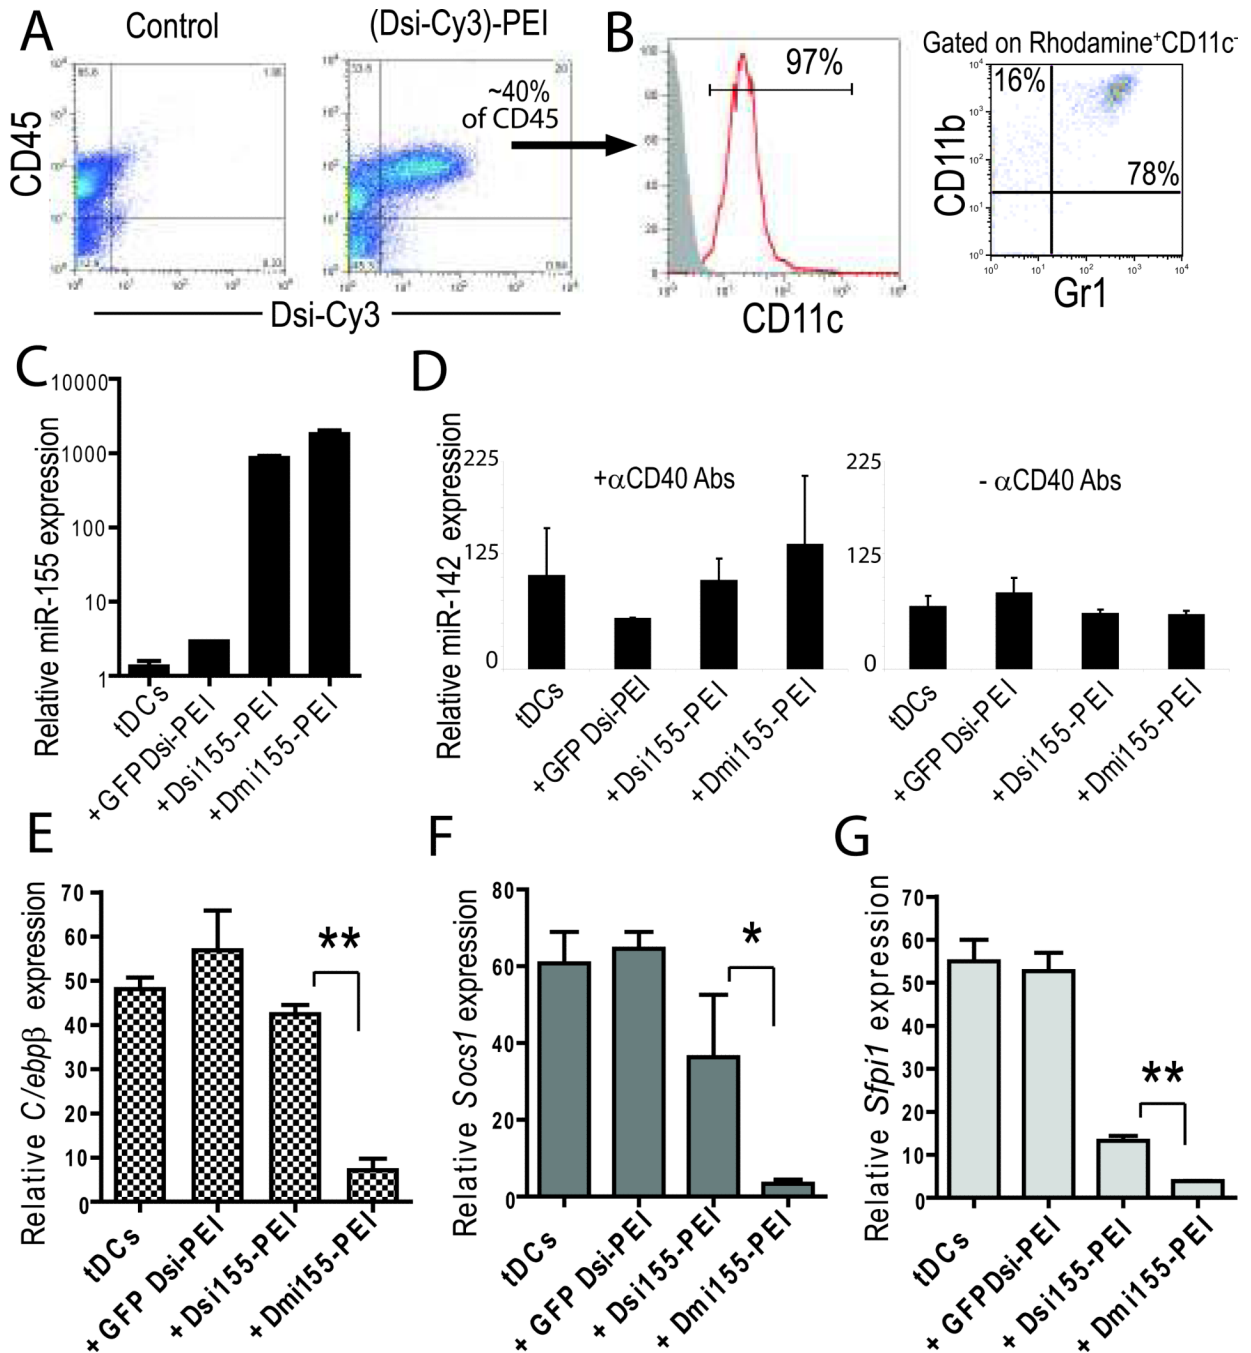 A
Control
(Dsi-Cy3)-PEI
B
Gated on Rhodamine⁺CD11c⁻
~40%
of CD45
97%
16%
78%
CD45
Dsi-Cy3
CD11c
CD11b
Gr1
10⁰ 10¹ 10² 10³ 10⁴
C
Relative miR-155 expression
10000
1000
100
10
1
tDCs
+GFP Dsi-PEI
+Dsi155-PEI
+Dmi155-PEI
D
Relative miR-142 expression
225
125
0
+αCD40 Abs
tDCs
+GFP Dsi-PEI
+Dsi155-PEI
+Dmi155-PEI
225
125
0
- αCD40 Abs
tDCs
+GFP Dsi-PEI
+Dsi155-PEI
+Dmi155-PEI
E
Relative C/ebpβ expression
70
60
50
40
30
20
10
0
**
tDCs
+ GFP Dsi-PEI
+ Dsi155-PEI
+ Dmi155-PEI
F
Relative Socs1 expression
80
60
40
20
0
*
tDCs
+ GFP Dsi-PEI
+ Dsi155-PEI
+ Dmi155-PEI
G
Relative Sfpi1 expression
70
60
50
40
30
20
10
0
**
tDCs
+ GFPDsi-PEI
+ Dsi155-PEI
+ Dmi155-PEI